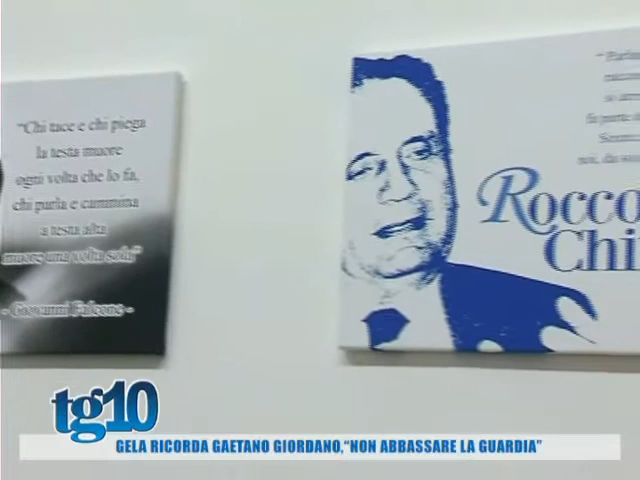 "Chi tace e chi piega
la testa muore
ogni volta che lo fa,
chi parla e cammina
a testa alta
muore una volta sola"
- Giovanni Falcone -
Rocco
Chi
tg10
GELA RICORDA GAETANO GIORDANO,"NON ABBASSARE LA GUARDIA"